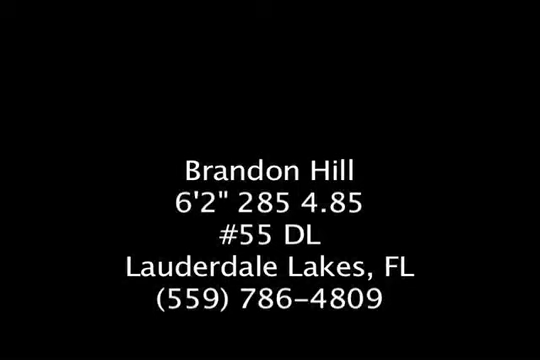 Brandon Hill
6'2" 285 4.85
#55 DL
Lauderdale Lakes, FL
(559) 786-4809